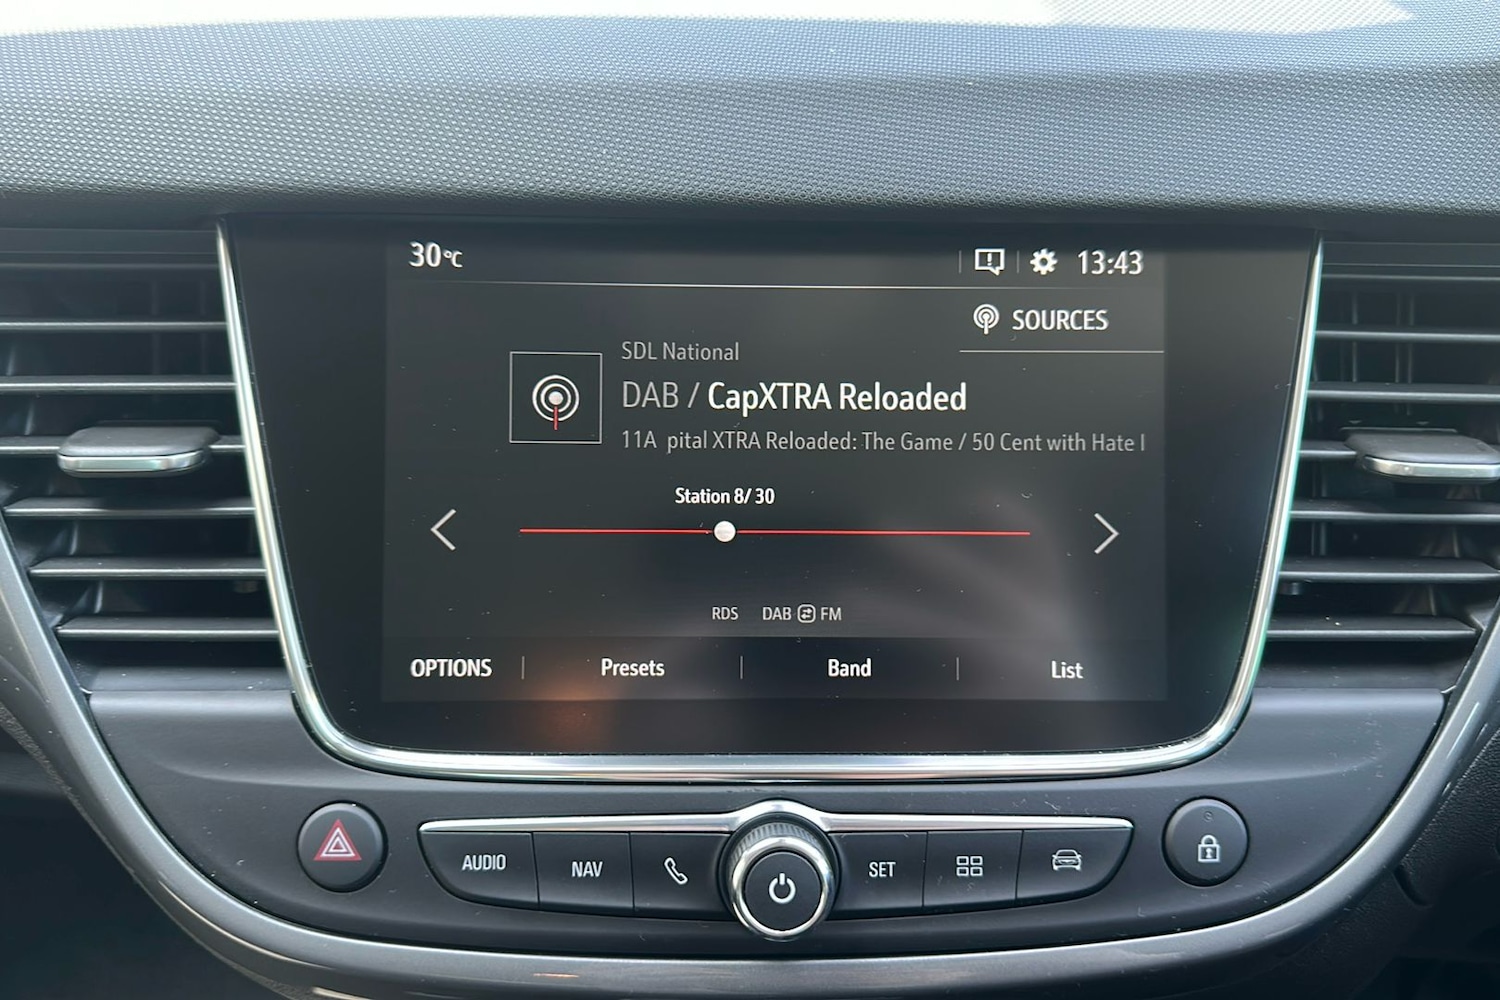 30°C 13:43
SOURCES
SDL National
DAB / CapXTRA Reloaded
11A pital XTRA Reloaded: The Game / 50 Cent with Hate I
Station 8/ 30
RDS DAB FM
OPTIONS Presets Band List
AUDIO NAV SET